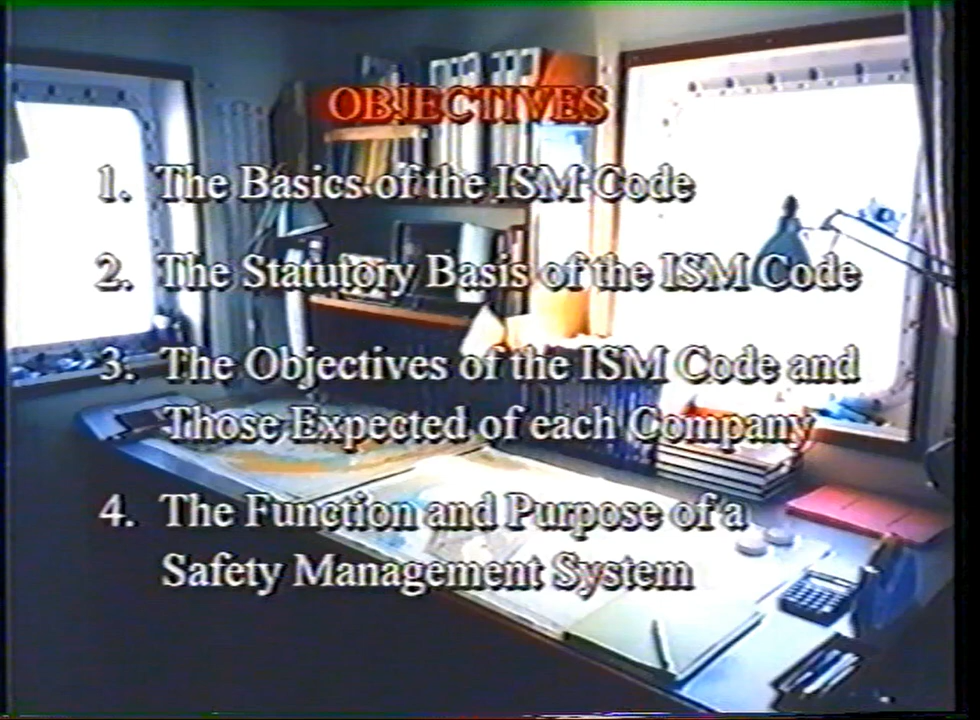 OBJECTIVES
1. The Basics of the ISM Code
2. The Statutory Basis of the ISM Code
3. The Objectives of the ISM Code and
Those Expected of each Company
4. The Function and Purpose of a
Safety Management System